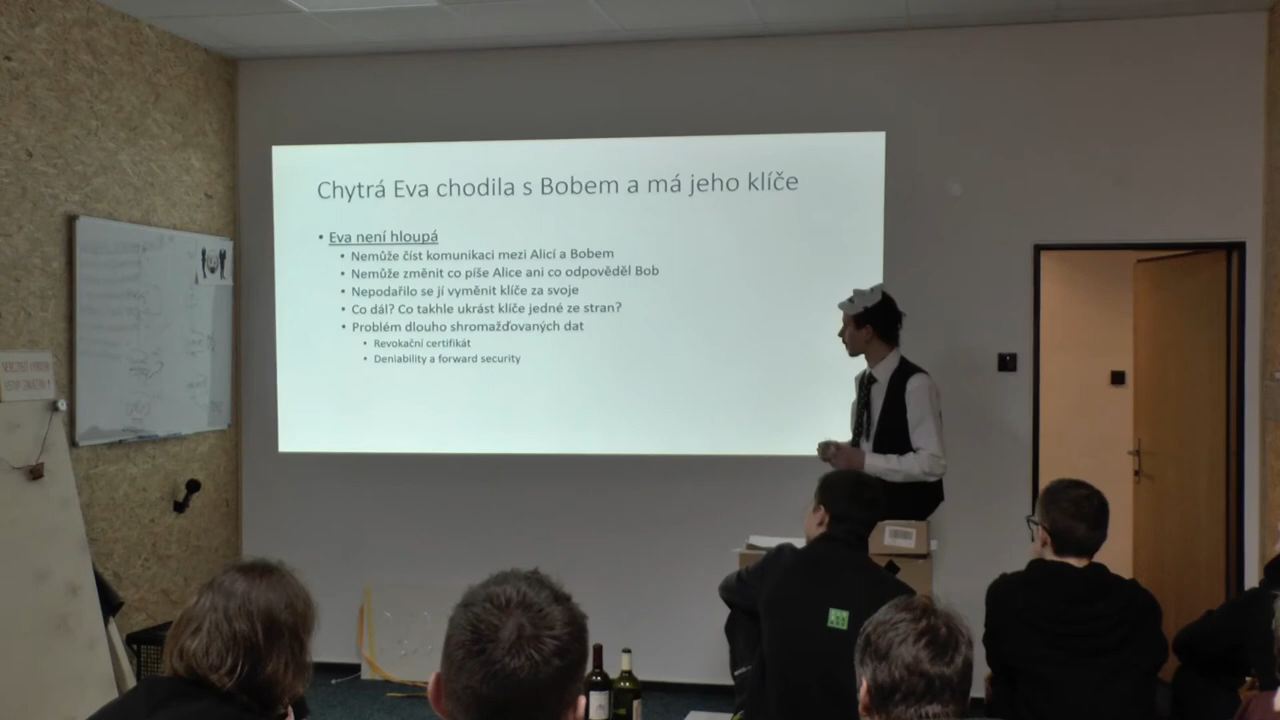 Chytrá Eva chodila s Bobem a má jeho klíče
• Eva není hloupá
• Nemůže číst komunikaci mezi Alicí a Bobem
• Nemůže změnit co píše Alice ani co odpověděl Bob
• Nepodařilo se jí vyměnit klíče za svoje
• Co dál? Co takhle ukrást klíče jedné ze stran?
• Problém dlouho shromažďovaných dat
• Revokační certifikát
• Deniability a forward security